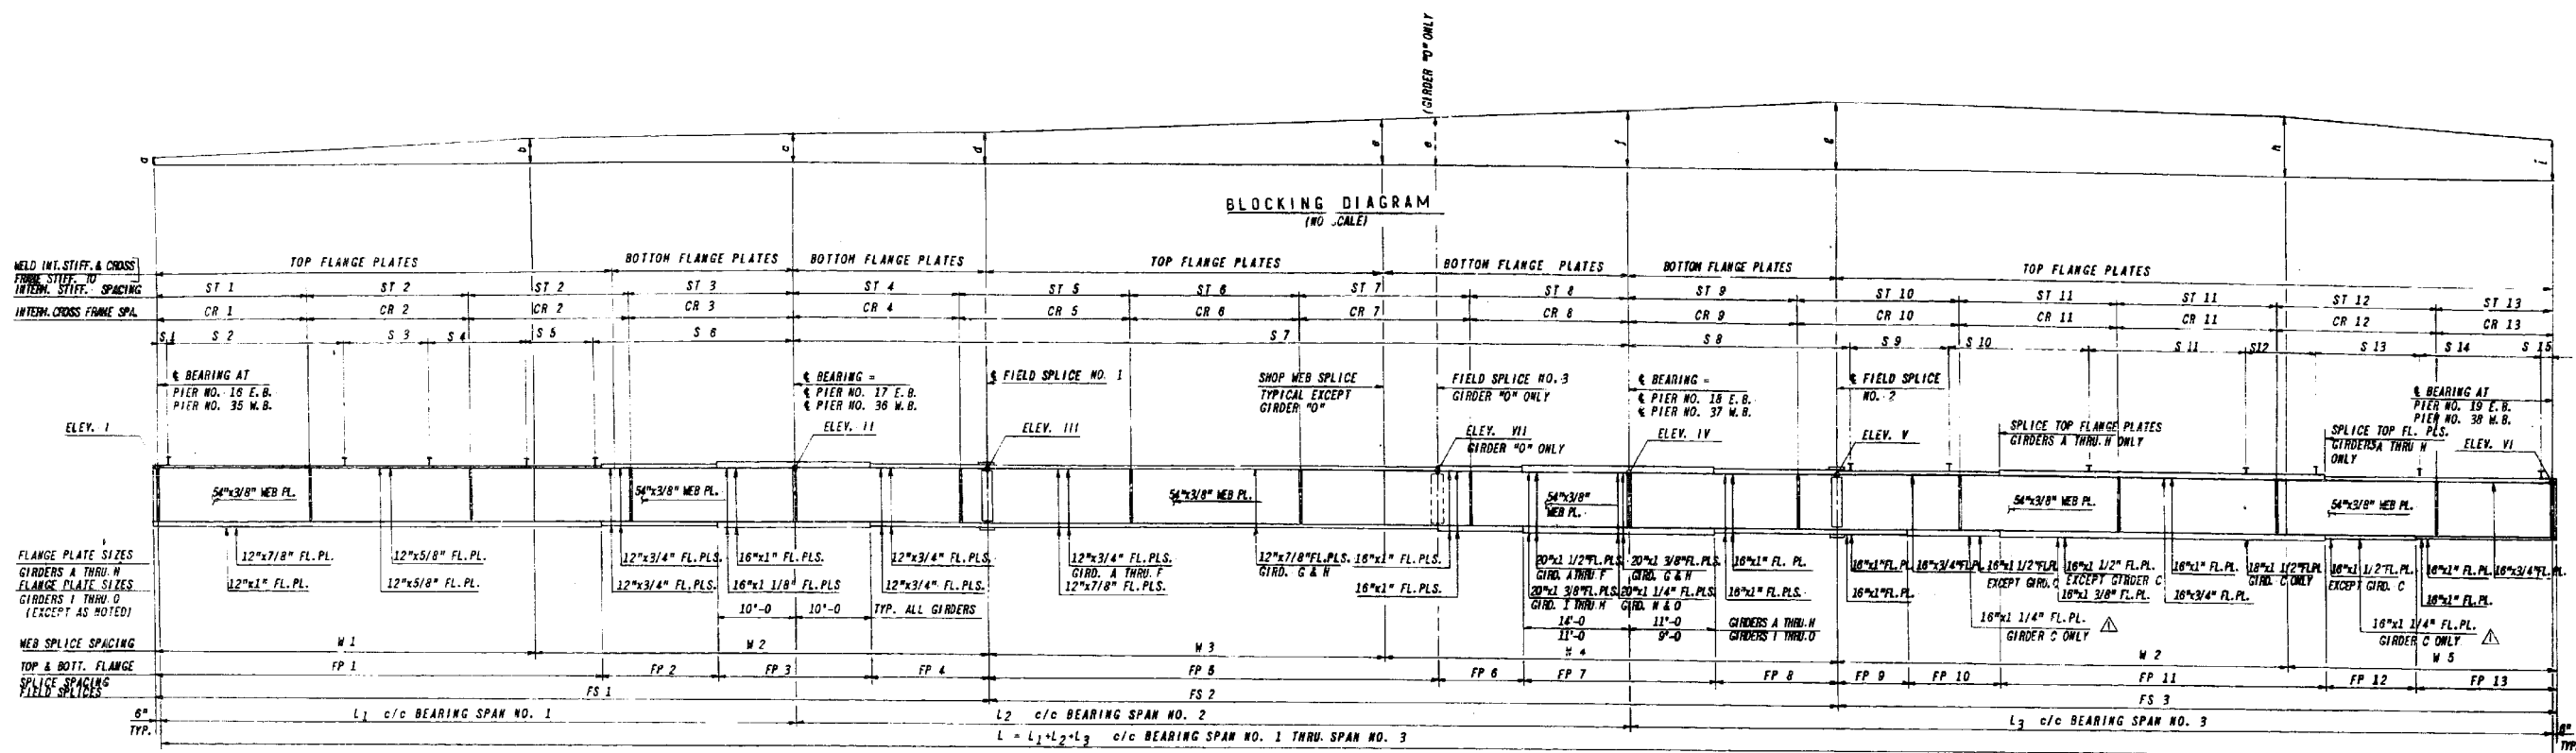 (GIRDER "O" ONLY
a
b
c
d
e
e
f
g
h
i
BLOCKING DIAGRAM
(NO SCALE)
WELD INT. STIFF. & CROSS
FRAME STIFF. TO
TOP FLANGE PLATES
BOTTOM FLANGE PLATES
BOTTOM FLANGE PLATES
TOP FLANGE PLATES
BOTTOM FLANGE PLATES
BOTTOM FLANGE PLATES
TOP FLANGE PLATES
INTERM. STIFF. SPACING
ST 1
ST 2
ST 2
ST 3
ST 4
ST 5
ST 6
ST 7
ST 8
ST 9
ST 10
ST 11
ST 11
ST 12
ST 13
INTERM. CROSS FRAME SPA.
CR 1
CR 2
CR 2
CR 3
CR 4
CR 5
CR 6
CR 7
CR 8
CR 9
CR 10
CR 11
CR 11
CR 12
CR 13
S 1
S 2
S 3
S 4
S 5
S 6
S 7
S 8
S 9
S 10
S 11
S12
S 13
S 14
S 15
℄ BEARING AT
PIER NO. 16 E.B.
PIER NO. 35 W.B.
℄ BEARING =
℄ PIER NO. 17 E.B.
℄ PIER NO. 36 W.B.
℄ FIELD SPLICE NO. 1
SHOP WEB SPLICE
TYPICAL EXCEPT
GIRDER "O"
FIELD SPLICE NO. 3
GIRDER "O" ONLY
℄ BEARING =
℄ PIER NO. 18 E.B.
℄ PIER NO. 37 W.B.
℄ FIELD SPLICE
NO. 2
℄ BEARING AT
PIER NO. 19 E.B.
PIER NO. 38 W.B.
ELEV. I
ELEV. II
ELEV. III
ELEV. VII
GIRDER "O" ONLY
ELEV. IV
ELEV. V
SPLICE TOP FLANGE PLATES
GIRDERS A THRU. H ONLY
SPLICE TOP FL. PLS.
GIRDERS A THRU H
ONLY
ELEV. VI
54"x3/8" WEB PL.
54"x3/8" WEB PL.
54"x3/8" WEB PL.
54"x3/8"
WEB PL.
54"x3/8" WEB PL.
54"x3/8" WEB PL.
FLANGE PLATE SIZES
GIRDERS A THRU. H
12"x7/8" FL.PL.
12"x5/8" FL.PL.
12"x3/4" FL.PLS.
16"x1" FL.PLS.
12"x3/4" FL.PLS.
12"x3/4" FL.PLS.
GIRD. A THRU. F
12"x7/8"FL.PLS.
GIRD. G & H
16"x1" FL.PLS.
20"x1 1/2"FL.PLS.
GIRD. A THRU. F
20"x1 3/8"FL.PLS.
GIRD. G & H
16"x1" FL. PL.
16"x1"FL.PL.
16"x3/4"FL.PL.
16"x1 1/2"FL.PL.
EXCEPT GIRD. C
16"x1 1/2" FL.PL.
EXCEPT GIRDER C
16"x1" FL.PL.
18"x1 1/2"FL.PL.
GIRD. C ONLY
16"x1 1/2"FL.PL.
EXCEPT GIRD. C
16"x1" FL.PL.
16"x3/4"FL.PL.
FLANGE PLATE SIZES
GIRDERS I THRU. O
(EXCEPT AS NOTED)
12"x1" FL.PL.
12"x5/8" FL.PL.
12"x3/4" FL.PLS.
16"x1 1/8" FL.PLS
12"x3/4" FL.PLS.
12"x7/8" FL.PLS.
16"x1" FL.PLS.
20"x1 3/8"FL.PLS.
20"x1 1/4" FL.PLS.
GIRD. N & O
16"x1" FL.PLS.
16"x1"FL.PL.
16"x1 3/8" FL.PL.
16"x3/4" FL.PL.
16"x1" FL.PL.
16"x1 1/4" FL.PL.
GIRDER C ONLY
16"x1 1/4" FL.PL.
GIRDER C ONLY
10'-0
10'-0
TYP. ALL GIRDERS
14'-0
11'-0
GIRDERS A THRU.H
11'-0
9'-0
GIRDERS I THRU.O
WEB SPLICE SPACING
W 1
W 2
W 3
W 4
W 2
W 5
TOP & BOTT. FLANGE
SPLICE SPACING
FP 1
FP 2
FP 3
FP 4
FP 5
FP 6
FP 7
FP 8
FP 9
FP 10
FP 11
FP 12
FP 13
FIELD SPLICES
FS 1
FS 2
FS 3
6"
TYP.
L1 c/c BEARING SPAN NO. 1
L2 c/c BEARING SPAN NO. 2
L3 c/c BEARING SPAN NO. 3
6"
TYP
L = L1+L2+L3 c/c BEARING SPAN NO. 1 THRU. SPAN NO. 3